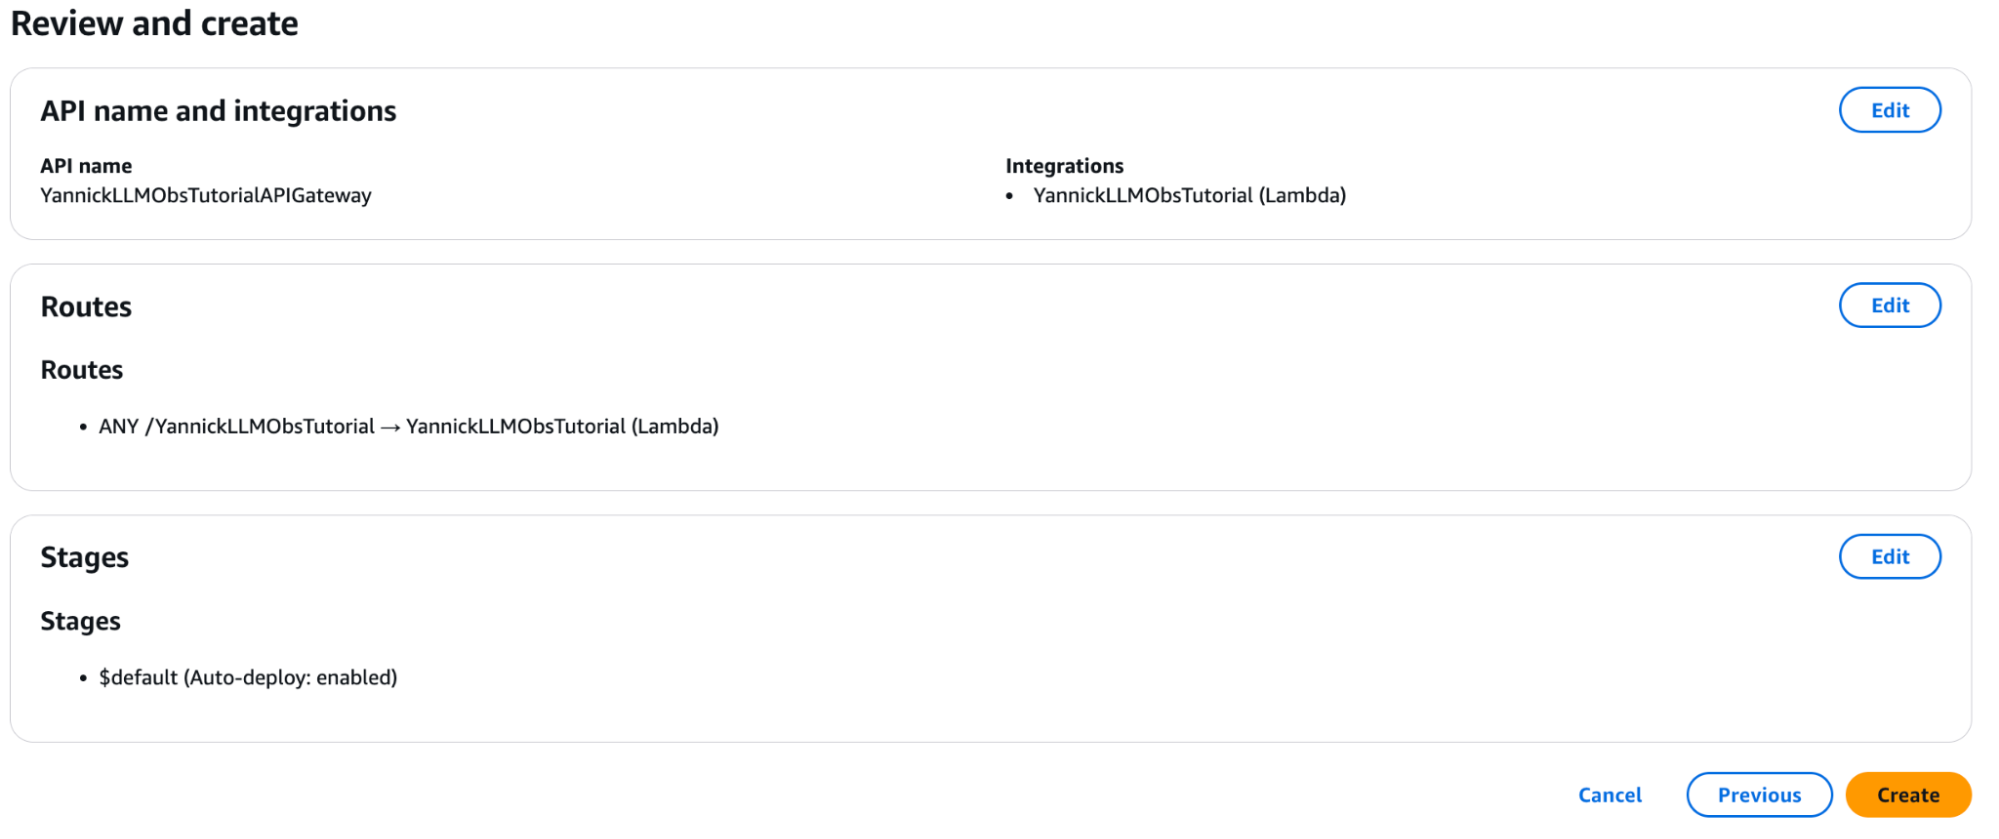 Review and create
API name and integrations
Edit
API name
Integrations
YannickLLMObsTutorialAPIGateway
• YannickLLMObsTutorial (Lambda)
Routes
Edit
Routes
• ANY /YannickLLMObsTutorial → YannickLLMObsTutorial (Lambda)
Stages
Edit
Stages
• $default (Auto-deploy: enabled)
Cancel
Previous
Create